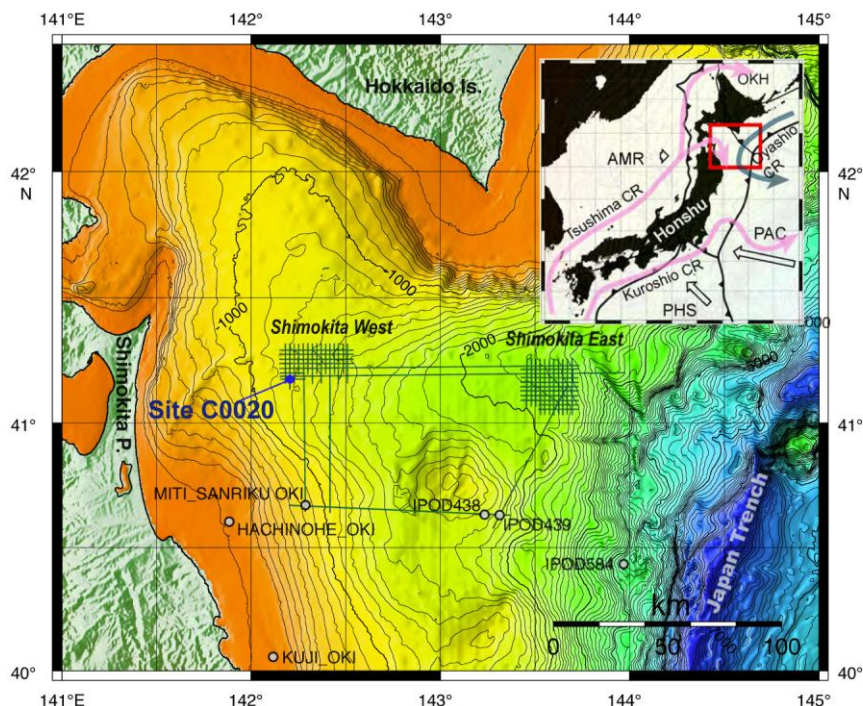 141°E
142°
143°
144°
145°
42°
N
41°
40°
Hokkaido Is.
OKH
AMR
Oyashio
CR
Tsushima CR
Honshu
PAC
Kuroshio CR
PHS
42°
N
41°
40°
-1000
-1000
Shimokita West
-2000
Shimokita East
-5000
000
Shimokita P.
Site C0020
MITI_SANRIKU OKI
HACHINOHE_OKI
IPOD438
IPOD439
IPOD584
Japan Trench
km
0
50
100
KUJI_OKI
141°E
142°
143°
144°
145°